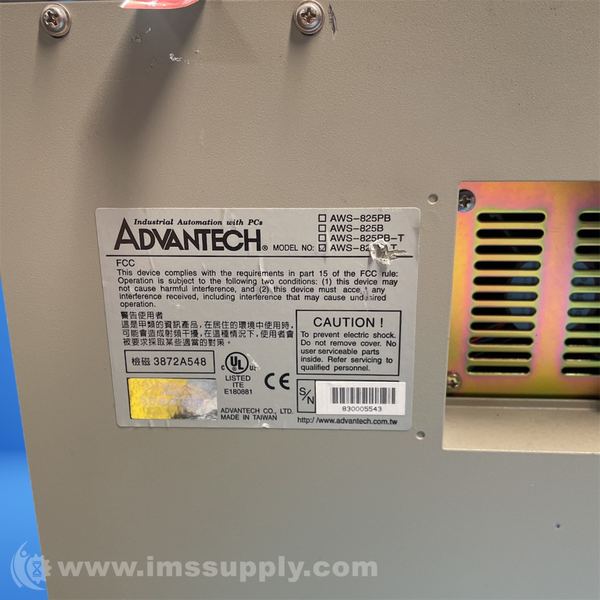 Industrial Automation with PCs
ADVANTECH®
MODEL NO:
AWS-825PB
AWS-825B
AWS-825PB-T
FCC
This device complies with the requirements in part 15 of the FCC rule:
Operation is subject to the following two conditions: (1) this device may
not cause harmful interference, and (2) this device must accept any
interference received, including interference that may cause undesired
operation.
警告使用者
這是甲類的資訊產品,在居住的環境中使用時,
可能會造成射頻干擾,在這種情況下,使用者會
被要求採取某些適當的對策。
檢磁 3872A548
C UL US
LISTED
ITE
E180881
CE
CAUTION !
To prevent electric shock.
Do not remove cover. No
user serviceable parts
inside. Refer servicing to
qualified personnel.
S/N
830005543
ADVANTECH CO., LTD.
MADE IN TAIWAN
http://www.advantech.com.tw
www.imssupply.com